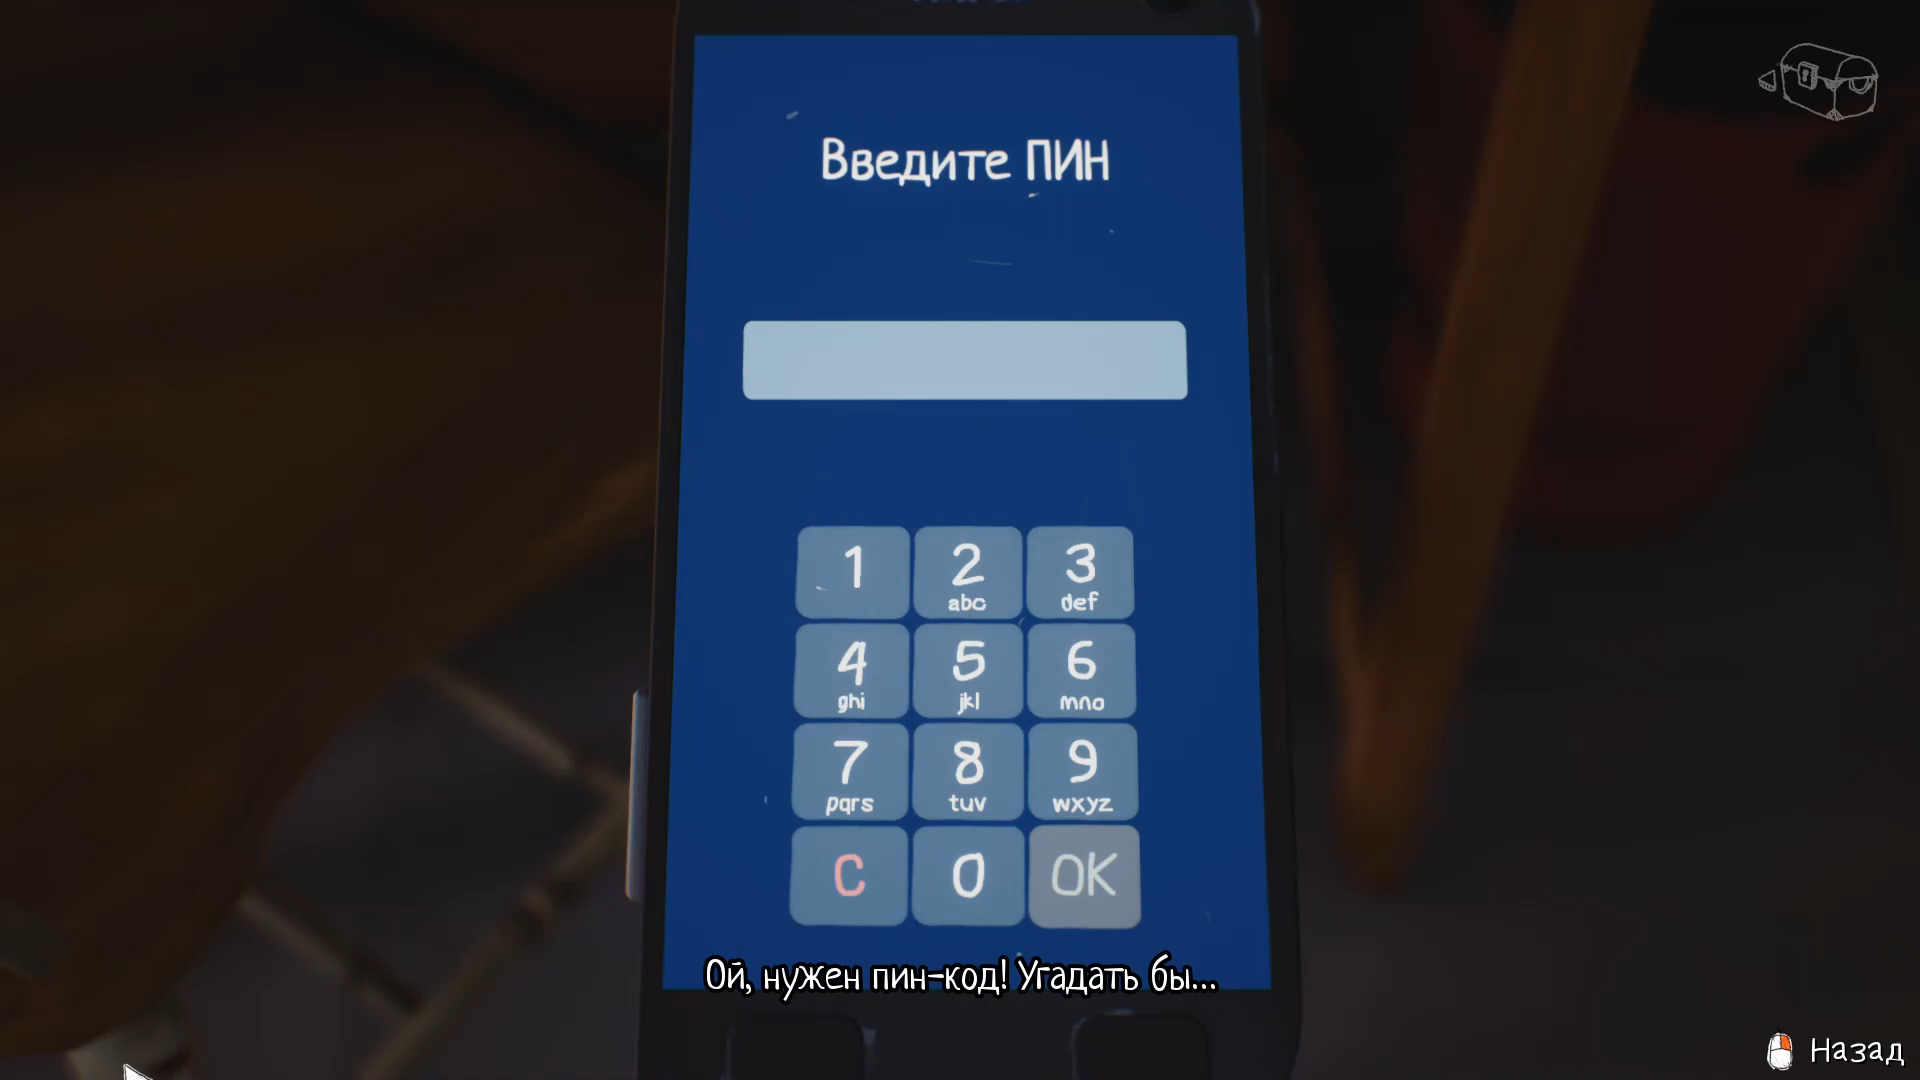 Введите ПИН
1
2
abc
3
def
4
ghi
5
jkl
6
mno
7
pqrs
8
tuv
9
wxyz
C
0
OK
Ой, нужен пин-код! Угадать бы...
Назад